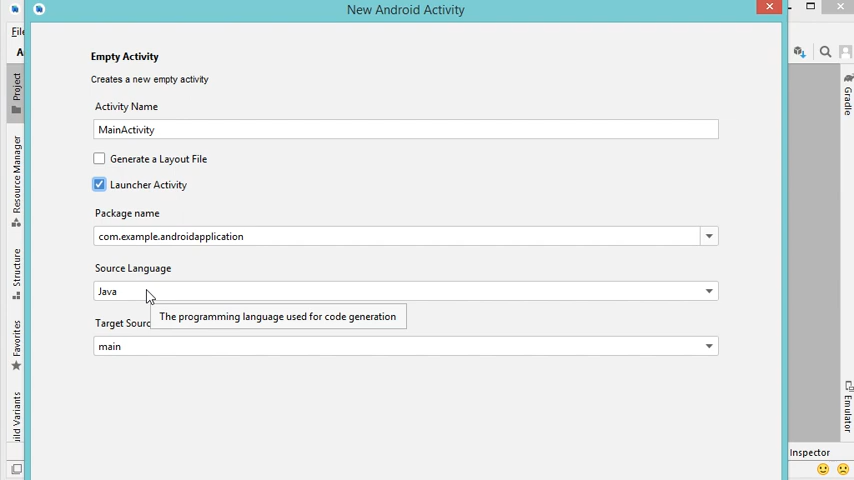 New Android Activity
File
A
Empty Activity
Creates a new empty activity
Activity Name
MainActivity
Generate a Layout File
Launcher Activity
Package name
com.example.androidapplication
Source Language
Java
The programming language used for code generation
Target Sourc
main
Project
Resource Manager
Structure
Favorites
uild Variants
Gradle
Emulator
Inspector